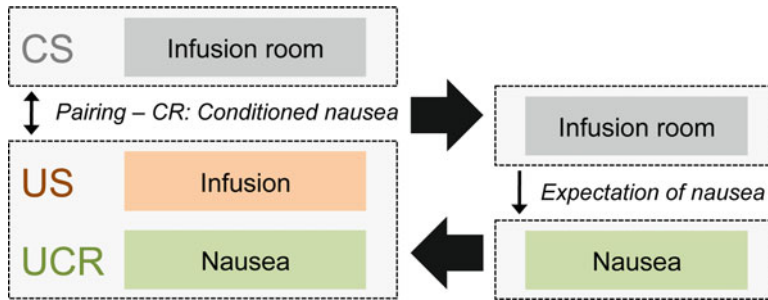 CS
Infusion room
Pairing – CR: Conditioned nausea
US
Infusion
UCR
Nausea
Infusion room
Expectation of nausea
Nausea